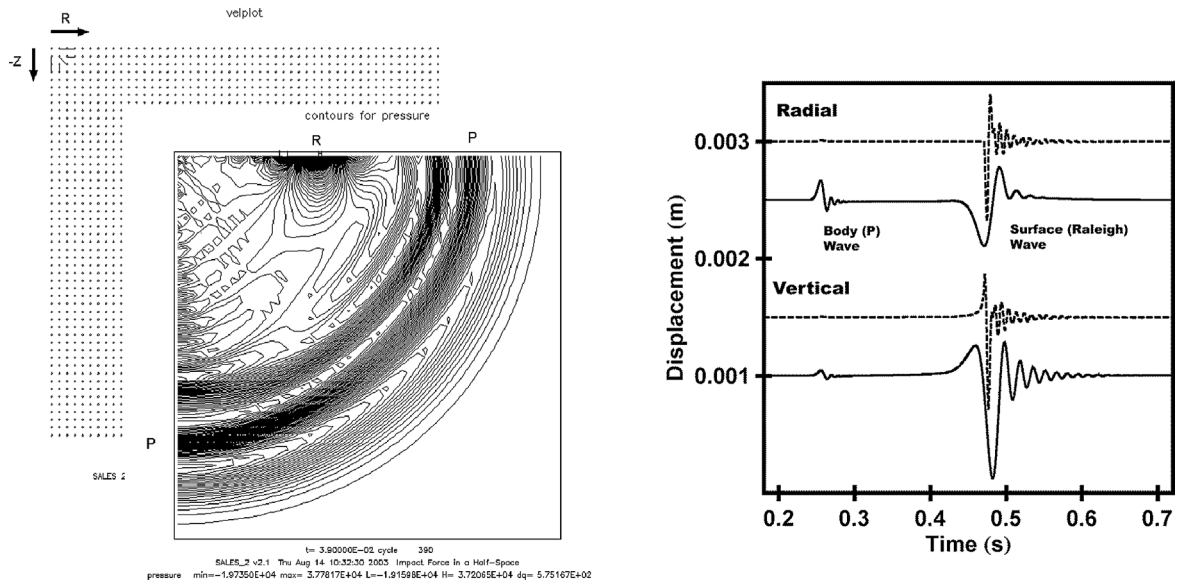 velplot
R
-Z
contours for pressure
R
P
P
SALES 2
t= 3.90000E-02 cycle 390
SALES_2 v2.1 Thu Aug 14 10:32:30 2003 Impact Force in a Half-Space
pressure min=-1.97350E+04 max= 3.77817E+04 L=-1.91598E+04 H= 3.72065E+04 dq= 5.75167E+02
Radial
0.003
Body (P)
Wave
Surface (Raleigh)
Wave
0.002
Vertical
0.001
Displacement (m)
0.2 0.3 0.4 0.5 0.6 0.7
Time (s)